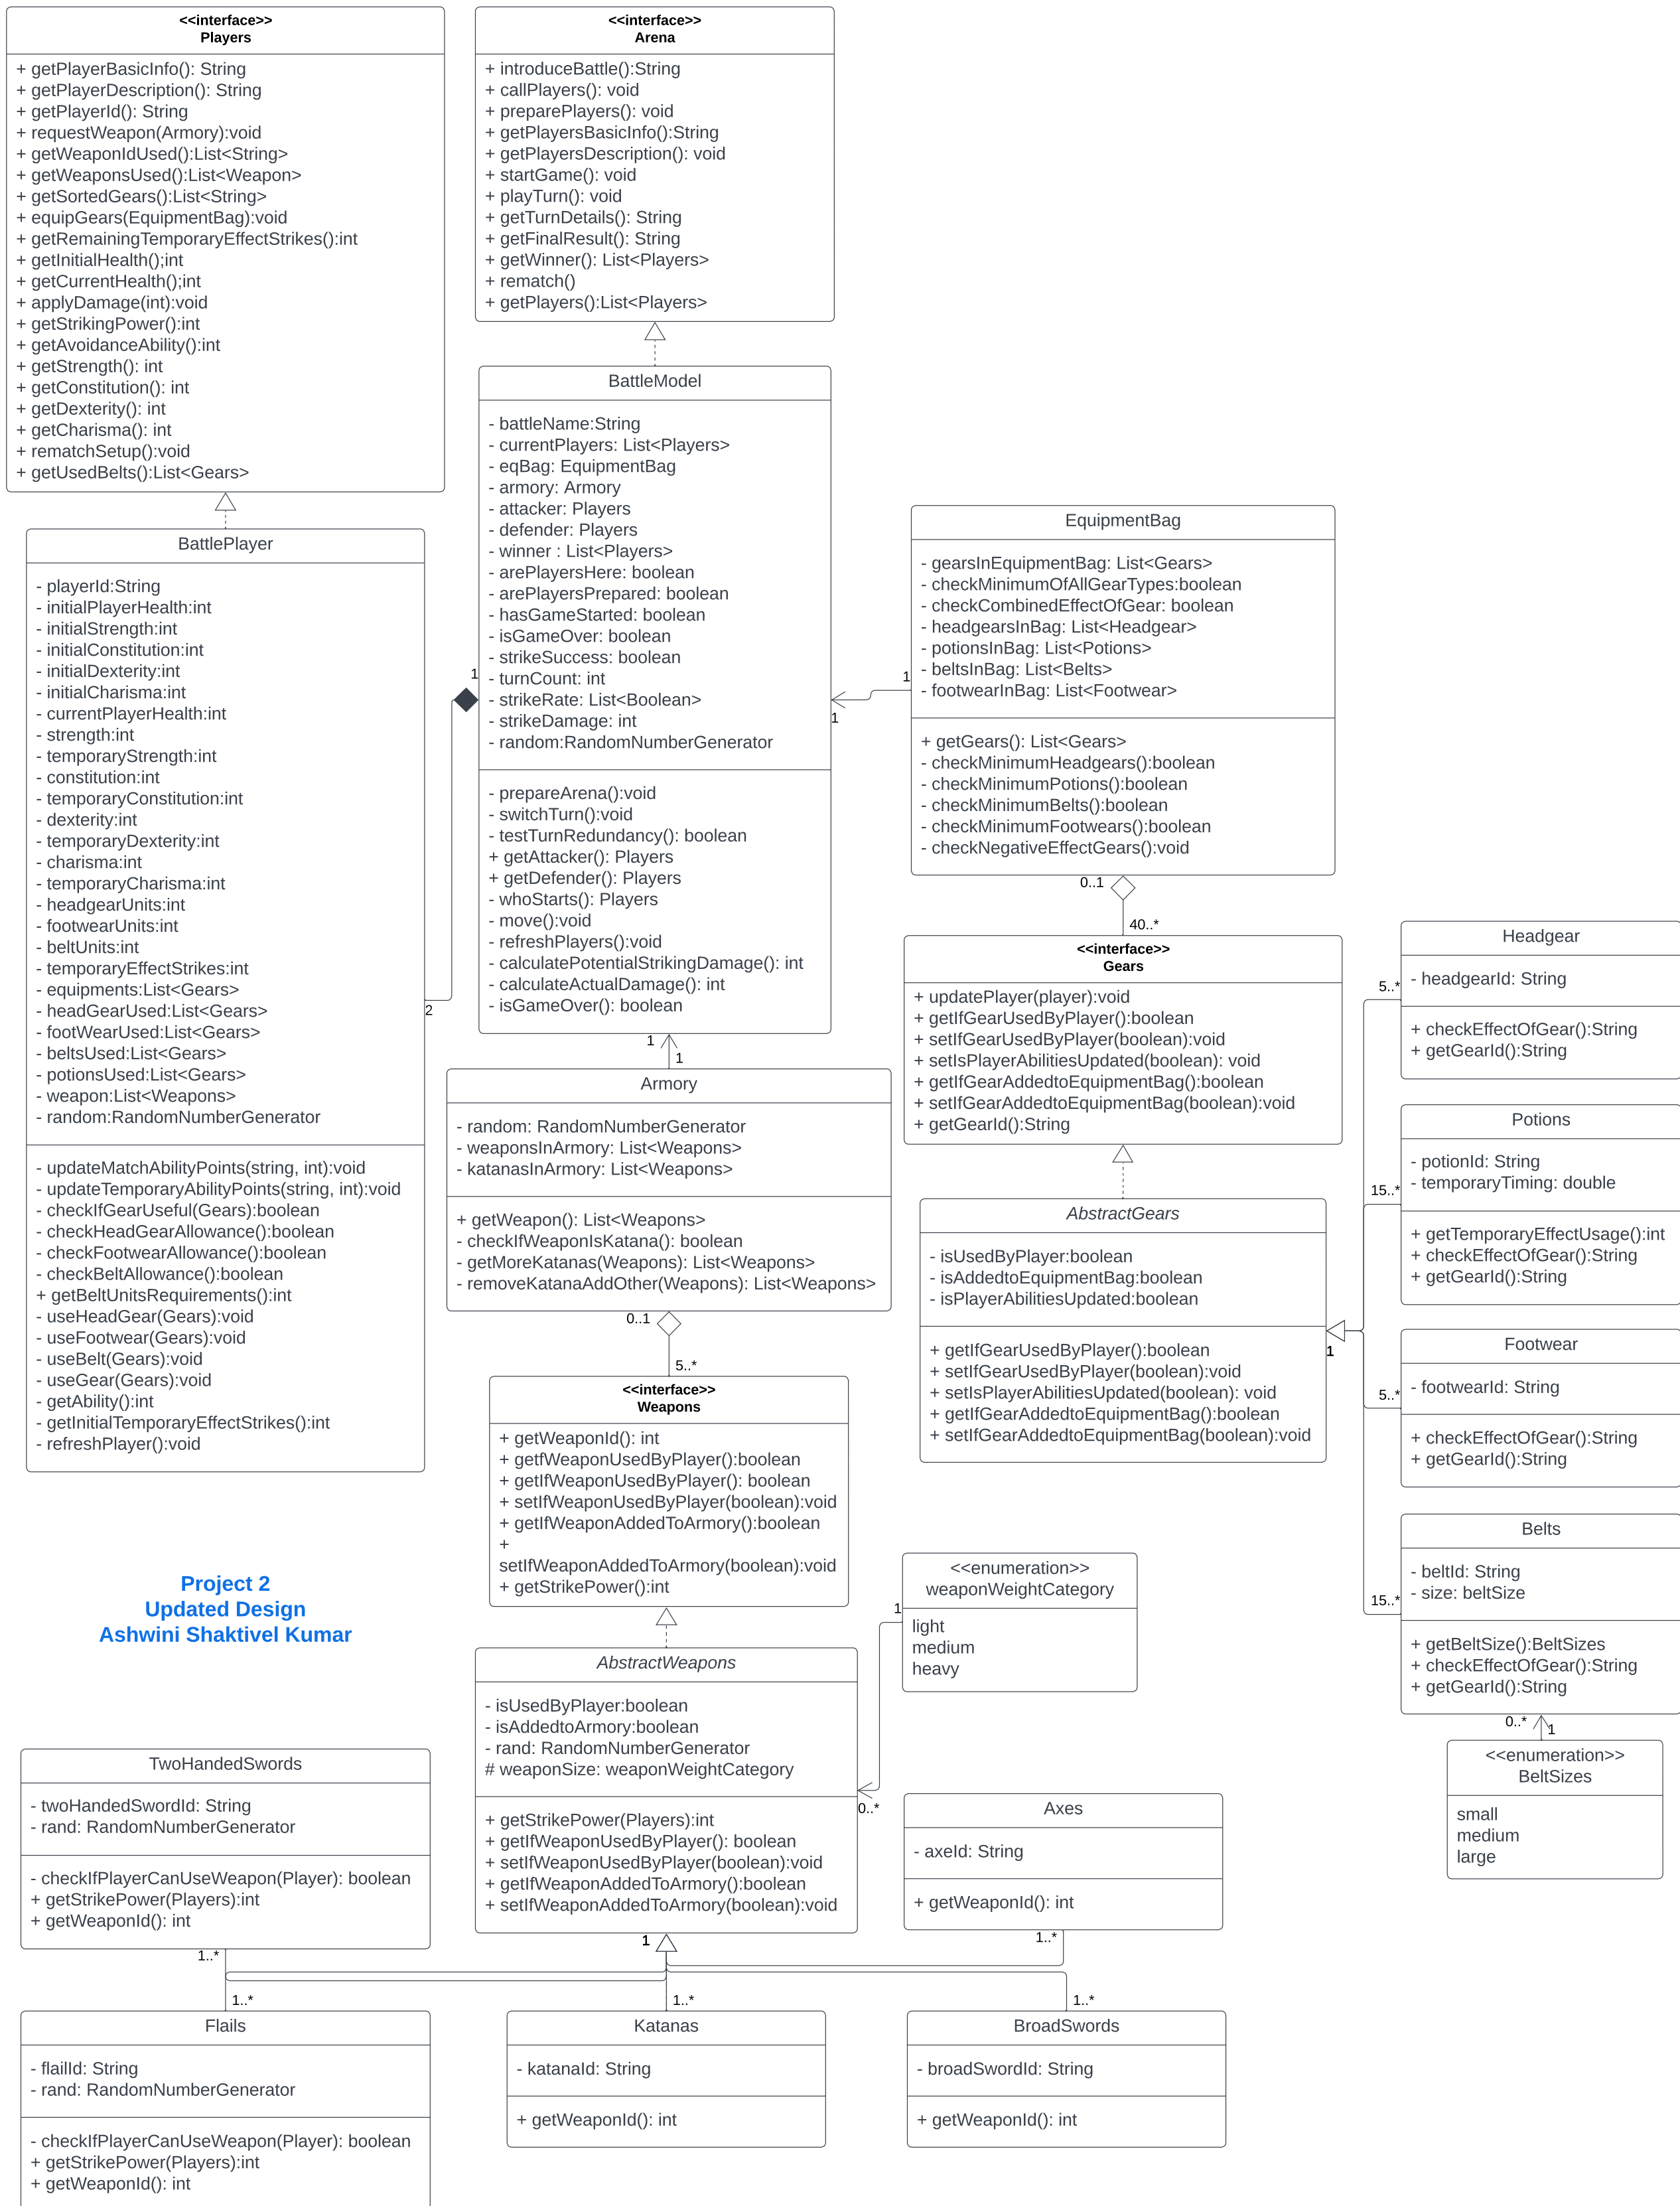 <<interface>>
Players
+ getPlayerBasicInfo(): String
+ getPlayerDescription(): String
+ getPlayerId(): String
+ requestWeapon(Armory):void
+ getWeaponIdUsed():List<String>
+ getWeaponsUsed():List<Weapon>
+ getSortedGears():List<String>
+ equipGears(EquipmentBag):void
+ getRemainingTemporaryEffectStrikes():int
+ getInitialHealth();int
+ getCurrentHealth();int
+ applyDamage(int):void
+ getStrikingPower():int
+ getAvoidanceAbility():int
+ getStrength(): int
+ getConstitution(): int
+ getDexterity(): int
+ getCharisma(): int
+ rematchSetup():void
+ getUsedBelts():List<Gears>
<<interface>>
Arena
+ introduceBattle():String
+ callPlayers(): void
+ preparePlayers(): void
+ getPlayersBasicInfo():String
+ getPlayersDescription(): void
+ startGame(): void
+ playTurn(): void
+ getTurnDetails(): String
+ getFinalResult(): String
+ getWinner(): List<Players>
+ rematch()
+ getPlayers():List<Players>
BattlePlayer
- playerId:String
- initialPlayerHealth:int
- initialStrength:int
- initialConstitution:int
- initialDexterity:int
- initialCharisma:int
- currentPlayerHealth:int
- strength:int
- temporaryStrength:int
- constitution:int
- temporaryConstitution:int
- dexterity:int
- temporaryDexterity:int
- charisma:int
- temporaryCharisma:int
- headgearUnits:int
- footwearUnits:int
- beltUnits:int
- temporaryEffectStrikes:int
- equipments:List<Gears>
- headGearUsed:List<Gears>
- footWearUsed:List<Gears>
- beltsUsed:List<Gears>
- potionsUsed:List<Gears>
- weapon:List<Weapons>
- random:RandomNumberGenerator
- updateMatchAbilityPoints(string, int):void
- updateTemporaryAbilityPoints(string, int):void
- checkIfGearUseful(Gears):boolean
- checkHeadGearAllowance():boolean
- checkFootwearAllowance():boolean
- checkBeltAllowance():boolean
+ getBeltUnitsRequirements():int
- useHeadGear(Gears):void
- useFootwear(Gears):void
- useBelt(Gears):void
- useGear(Gears):void
- getAbility():int
- getInitialTemporaryEffectStrikes():int
- refreshPlayer():void
1
2
BattleModel
- battleName:String
- currentPlayers: List<Players>
- eqBag: EquipmentBag
- armory: Armory
- attacker: Players
- defender: Players
- winner : List<Players>
- arePlayersHere: boolean
- arePlayersPrepared: boolean
- hasGameStarted: boolean
- isGameOver: boolean
- strikeSuccess: boolean
- turnCount: int
- strikeRate: List<Boolean>
- strikeDamage: int
- random:RandomNumberGenerator
- prepareArena():void
- switchTurn():void
- testTurnRedundancy(): boolean
+ getAttacker(): Players
+ getDefender(): Players
- whoStarts(): Players
- move():void
- refreshPlayers():void
- calculatePotentialStrikingDamage(): int
- calculateActualDamage(): int
- isGameOver(): boolean
1
1
EquipmentBag
- gearsInEquipmentBag: List<Gears>
- checkMinimumOfAllGearTypes:boolean
- checkCombinedEffectOfGear: boolean
- headgearsInBag: List<Headgear>
- potionsInBag: List<Potions>
- beltsInBag: List<Belts>
- footwearInBag: List<Footwear>
+ getGears(): List<Gears>
- checkMinimumHeadgears():boolean
- checkMinimumPotions():boolean
- checkMinimumBelts():boolean
- checkMinimumFootwears():boolean
- checkNegativeEffectGears():void
0..1
40..*
<<interface>>
Gears
+ updatePlayer(player):void
+ getIfGearUsedByPlayer():boolean
+ setIfGearUsedByPlayer(boolean):void
+ setIsPlayerAbilitiesUpdated(boolean): void
+ getIfGearAddedtoEquipmentBag():boolean
+ setIfGearAddedtoEquipmentBag(boolean):void
+ getGearId():String
AbstractGears
- isUsedByPlayer:boolean
- isAddedtoEquipmentBag:boolean
- isPlayerAbilitiesUpdated:boolean
+ getIfGearUsedByPlayer():boolean
+ setIfGearUsedByPlayer(boolean):void
+ setIsPlayerAbilitiesUpdated(boolean): void
+ getIfGearAddedtoEquipmentBag():boolean
+ setIfGearAddedtoEquipmentBag(boolean):void
1
5..*
Headgear
- headgearId: String
+ checkEffectOfGear():String
+ getGearId():String
15..*
Potions
- potionId: String
- temporaryTiming: double
+ getTemporaryEffectUsage():int
+ checkEffectOfGear():String
+ getGearId():String
5..*
Footwear
- footwearId: String
+ checkEffectOfGear():String
+ getGearId():String
15..*
Belts
- beltId: String
- size: beltSize
+ getBeltSize():BeltSizes
+ checkEffectOfGear():String
+ getGearId():String
0..*
1
<<enumeration>>
BeltSizes
small
medium
large
1
1
Armory
- random: RandomNumberGenerator
- weaponsInArmory: List<Weapons>
- katanasInArmory: List<Weapons>
+ getWeapon(): List<Weapons>
- checkIfWeaponIsKatana(): boolean
- getMoreKatanas(Weapons): List<Weapons>
- removeKatanaAddOther(Weapons): List<Weapons>
0..1
5..*
<<interface>>
Weapons
+ getWeaponId(): int
+ getfWeaponUsedByPlayer():boolean
+ getIfWeaponUsedByPlayer(): boolean
+ setIfWeaponUsedByPlayer(boolean):void
+ getIfWeaponAddedToArmory():boolean
+
setIfWeaponAddedToArmory(boolean):void
+ getStrikePower():int
<<enumeration>>
weaponWeightCategory
light
medium
heavy
1
0..*
Project 2
Updated Design
Ashwini Shaktivel Kumar
AbstractWeapons
- isUsedByPlayer:boolean
- isAddedtoArmory:boolean
- rand: RandomNumberGenerator
# weaponSize: weaponWeightCategory
+ getStrikePower(Players):int
+ getIfWeaponUsedByPlayer(): boolean
+ setIfWeaponUsedByPlayer(boolean):void
+ getIfWeaponAddedToArmory():boolean
+ setIfWeaponAddedToArmory(boolean):void
1
TwoHandedSwords
- twoHandedSwordId: String
- rand: RandomNumberGenerator
- checkIfPlayerCanUseWeapon(Player): boolean
+ getStrikePower(Players):int
+ getWeaponId(): int
1..*
Axes
- axeId: String
+ getWeaponId(): int
1..*
1..*
Flails
- flailId: String
- rand: RandomNumberGenerator
- checkIfPlayerCanUseWeapon(Player): boolean
+ getStrikePower(Players):int
+ getWeaponId(): int
1..*
Katanas
- katanaId: String
+ getWeaponId(): int
1..*
BroadSwords
- broadSwordId: String
+ getWeaponId(): int